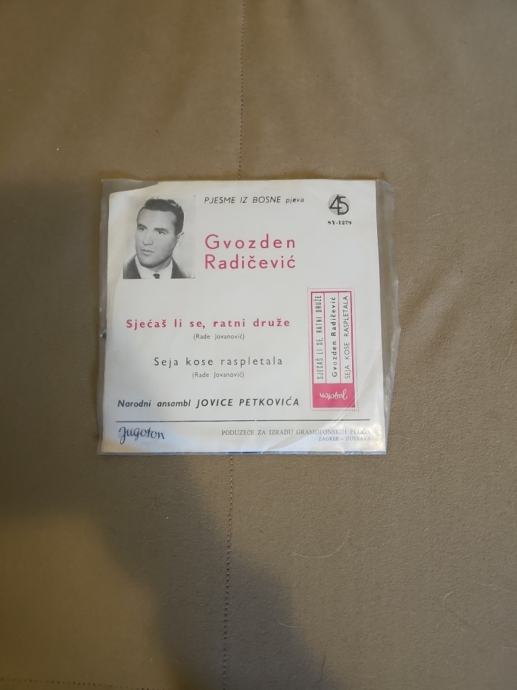 PJESME IZ BOSNE pjeva
45
SY-1279
Gvozden
Radičević
Sjećaš li se, ratni druže
(Rade Jovanović)
Seja kose raspletala
(Rade Jovanović)
Narodni ansambl JOVICE PETKOVIĆA
SJEĆAŠ LI SE, RATNI DRUŽE
Gvozden Radičević
SEJA KOSE RASPLETALA
Jugoton
Jugoton
PODUZEĆE ZA IZRADU GRAMOFONSKIH PLOČA
ZAGREB – DUBRAVA